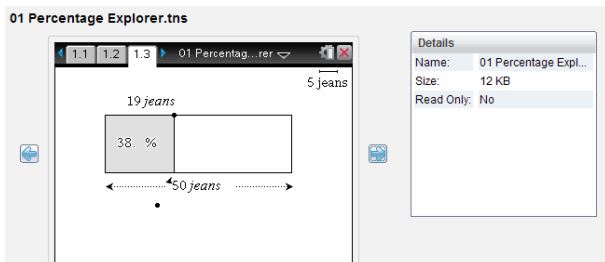 01 Percentage Explorer.tns
1.1 1.2 1.3 01 Percentag...rer
5 jeans
19 jeans
38. %
50 jeans
Details
Name: 01 Percentage Expl...
Size: 12 KB
Read Only: No